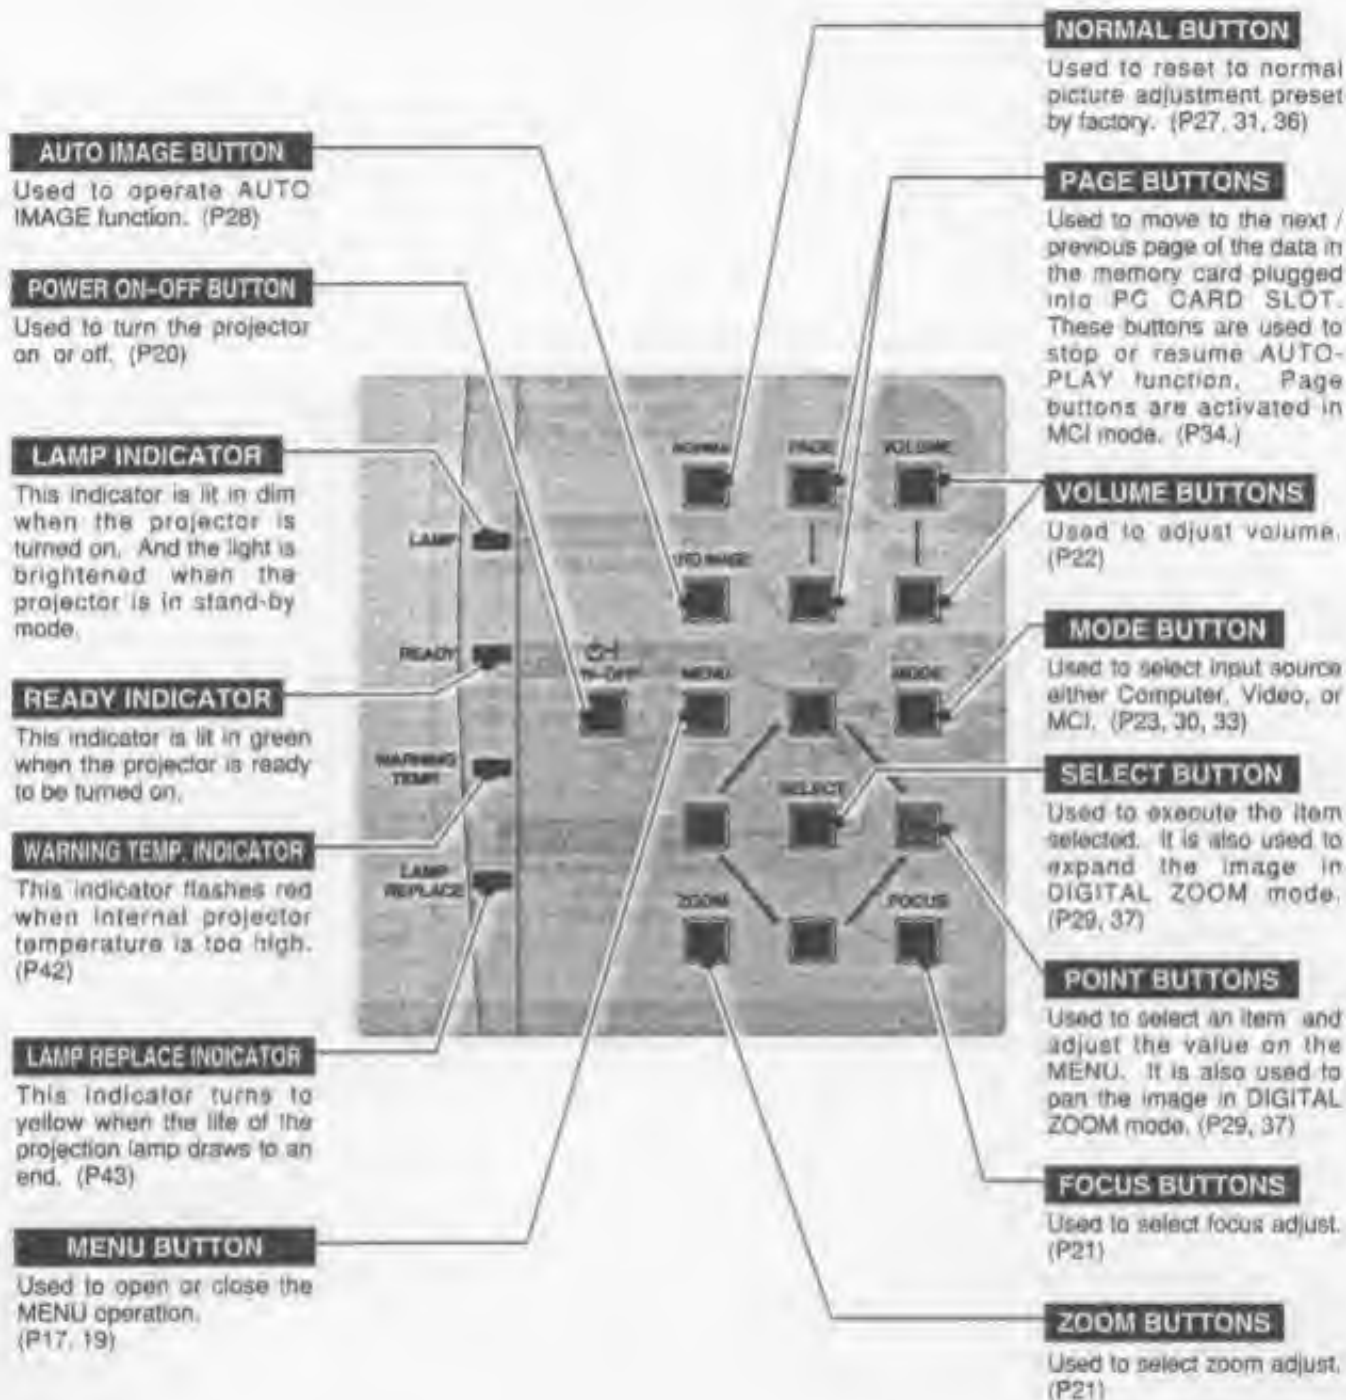 AUTO IMAGE BUTTON
Used to operate AUTO
IMAGE function. (P28)
POWER ON–OFF BUTTON
Used to turn the projector
on or off. (P20)
LAMP INDICATOR
This indicator is lit in dim
when the projector is
turned on. And the light is
brightened when the
projector is in stand-by
mode.
READY INDICATOR
This indicator is lit in green
when the projector is ready
to be turned on.
WARNING TEMP. INDICATOR
This indicator flashes red
when internal projector
temperature is too high.
(P42)
LAMP REPLACE INDICATOR
This indicator turns to
yellow when the life of the
projection lamp draws to an
end. (P43)
MENU BUTTON
Used to open or close the
MENU operation.
(P17, 19)
NORMAL PAGE VOLUME
LAMP
AUTO IMAGE
READY
ON–OFF MENU MODE
WARNING
TEMP.
SELECT
LAMP
REPLACE
ZOOM FOCUS
NORMAL BUTTON
Used to reset to normal
picture adjustment preset
by factory. (P27, 31, 36)
PAGE BUTTONS
Used to move to the next /
previous page of the data in
the memory card plugged
into PC CARD SLOT.
These buttons are used to
stop or resume AUTO-
PLAY function. Page
buttons are activated in
MCI mode. (P34.)
VOLUME BUTTONS
Used to adjust volume.
(P22)
MODE BUTTON
Used to select input source
either Computer, Video, or
MCI. (P23, 30, 33)
SELECT BUTTON
Used to execute the item
selected. It is also used to
expand the image in
DIGITAL ZOOM mode.
(P29, 37)
POINT BUTTONS
Used to select an item and
adjust the value on the
MENU. It is also used to
pan the image in DIGITAL
ZOOM mode. (P29, 37)
FOCUS BUTTONS
Used to select focus adjust.
(P21)
ZOOM BUTTONS
Used to select zoom adjust.
(P21)